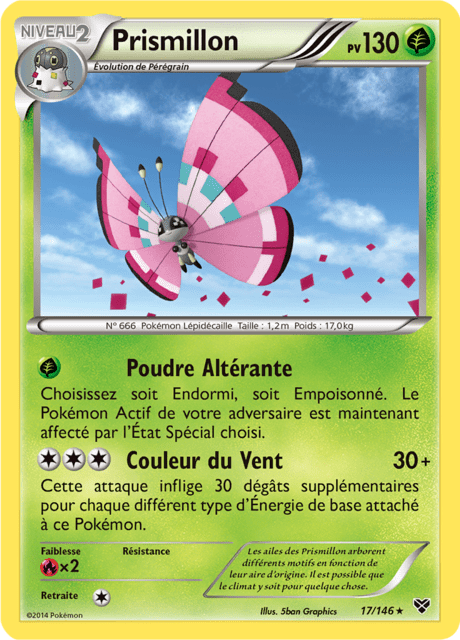 NIVEAU 2
Prismillon
PV 130
Évolution de Pérégrain
N° 666 Pokémon Lépidécaille Taille : 1,2m Poids : 17,0kg
Poudre Altérante
Choisissez soit Endormi, soit Empoisonné. Le
Pokémon Actif de votre adversaire est maintenant
affecté par l'État Spécial choisi.
Couleur du Vent 30+
Cette attaque inflige 30 dégâts supplémentaires
pour chaque différent type d'Énergie de base attaché
à ce Pokémon.
Faiblesse Résistance
×2
Retraite
Les ailes des Prismillon arborent
différents motifs en fonction de
leur aire d'origine. Il est possible que
le climat y soit pour quelque chose.
©2014 Pokémon
Illus. 5ban Graphics 17/146 ★